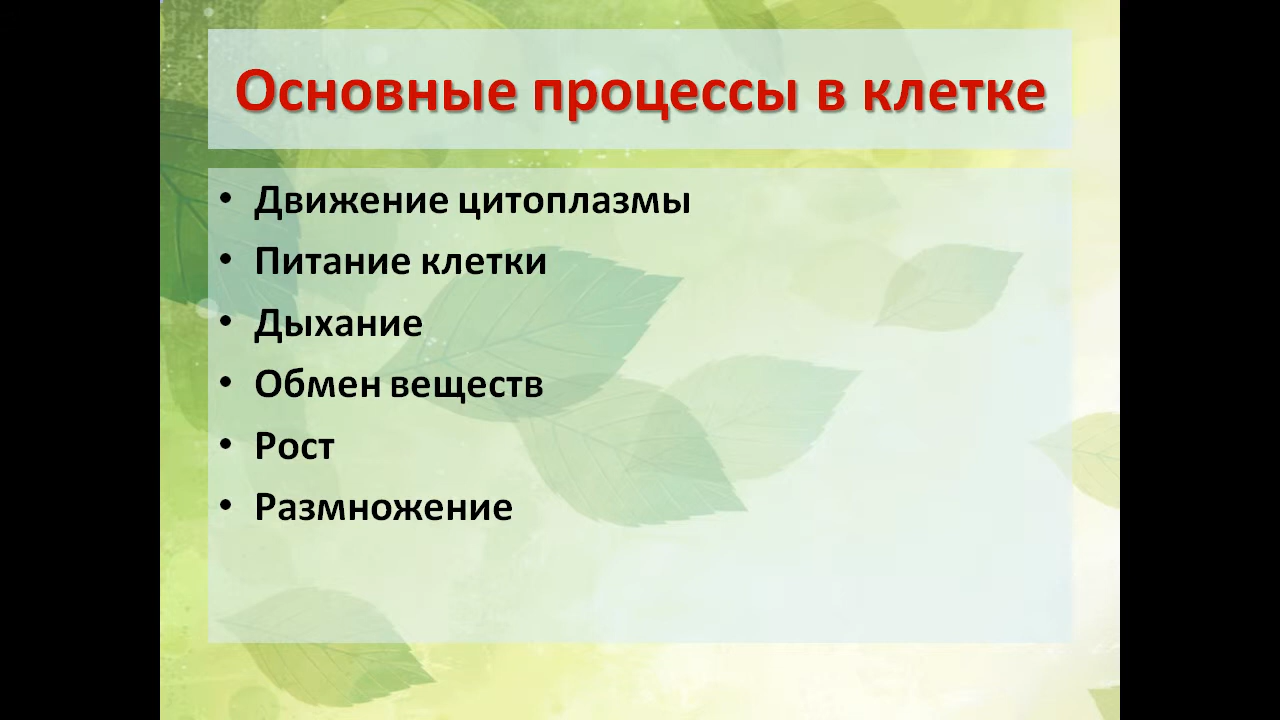 Основные процессы в клетке
• Движение цитоплазмы
• Питание клетки
• Дыхание
• Обмен веществ
• Рост
• Размножение